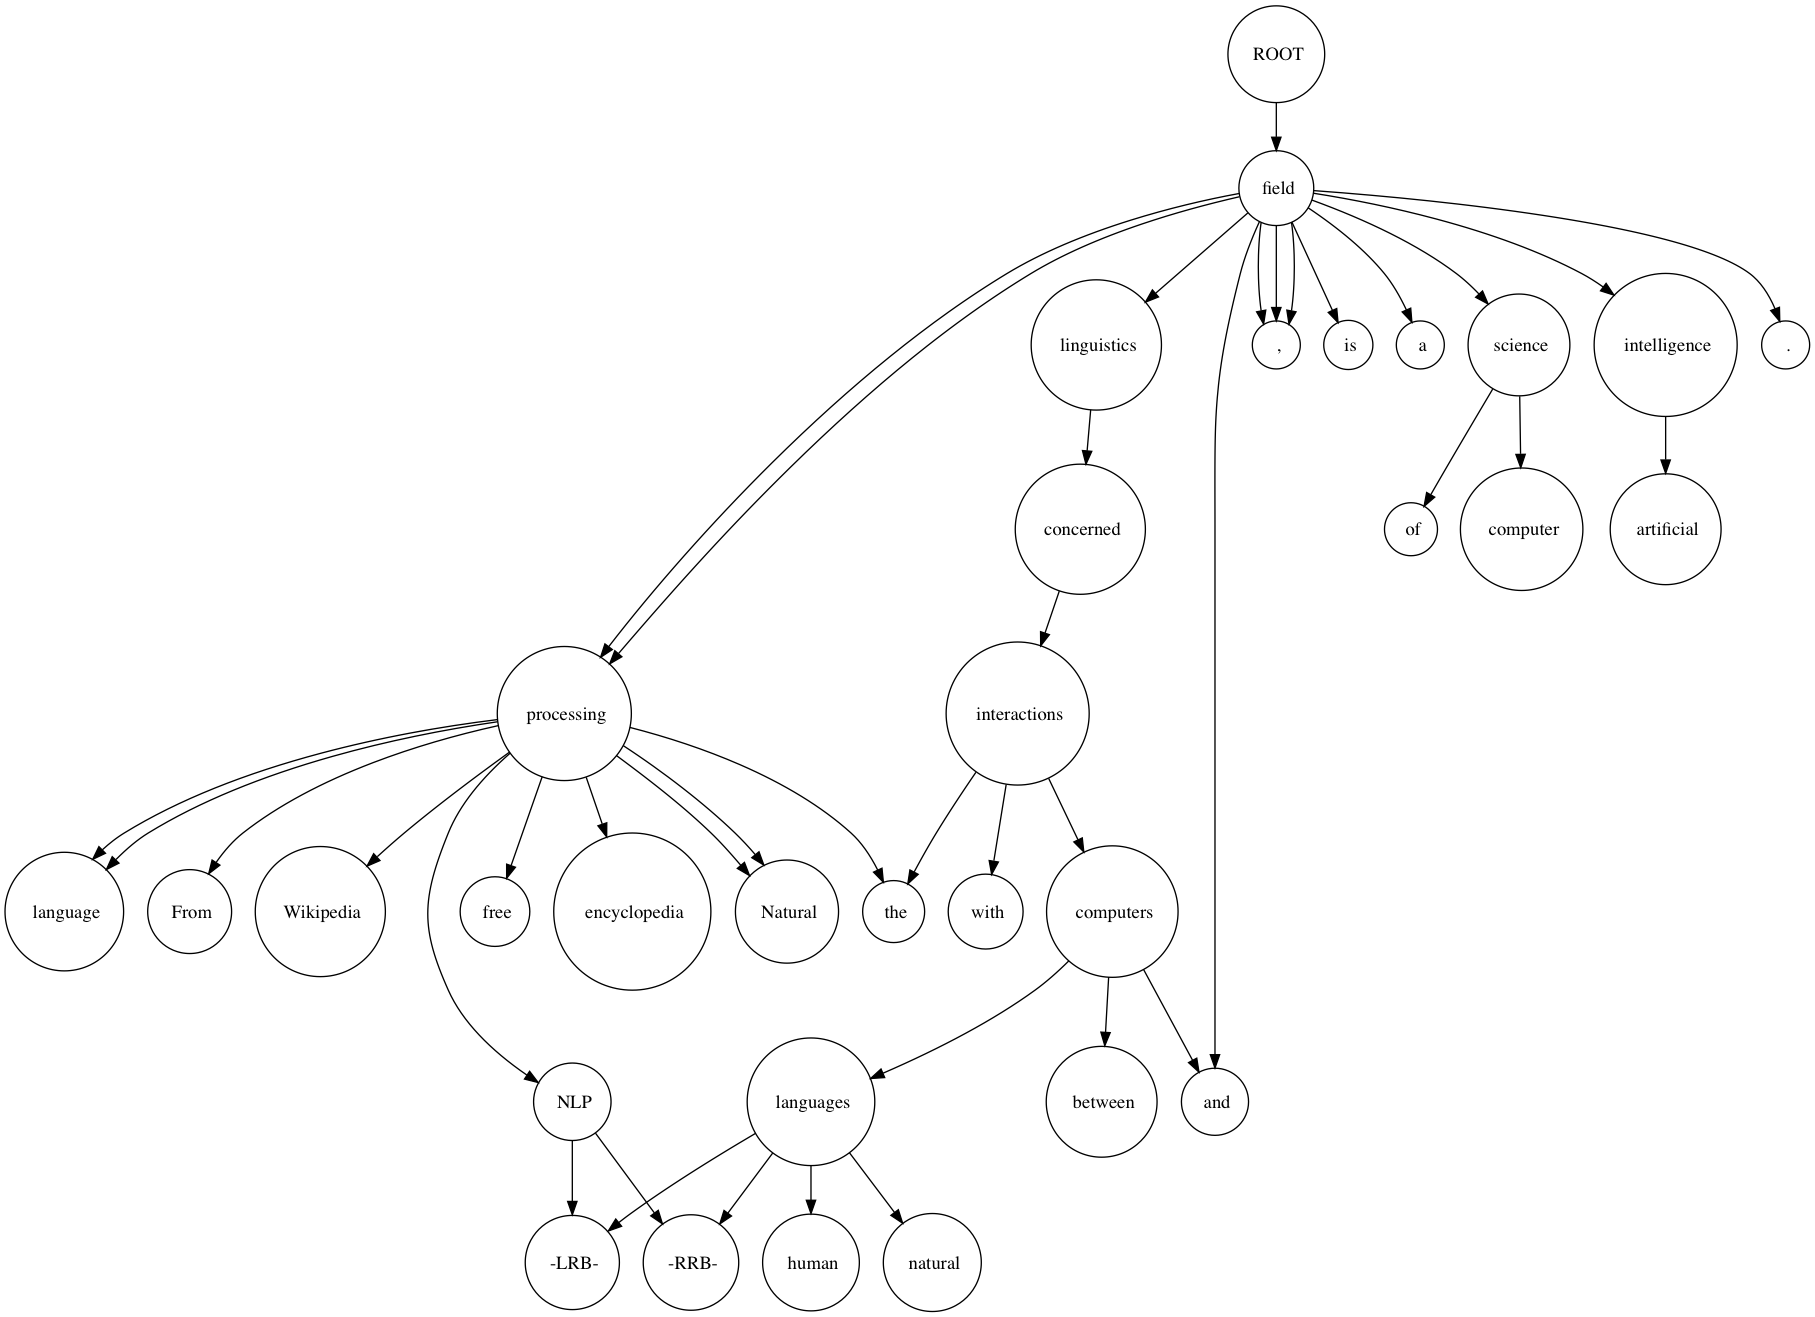 ROOT
field
linguistics
,
is
a
science
intelligence
.
concerned
of
computer
artificial
processing
interactions
language
From
Wikipedia
free
encyclopedia
Natural
the
with
computers
NLP
languages
between
and
-LRB-
-RRB-
human
natural